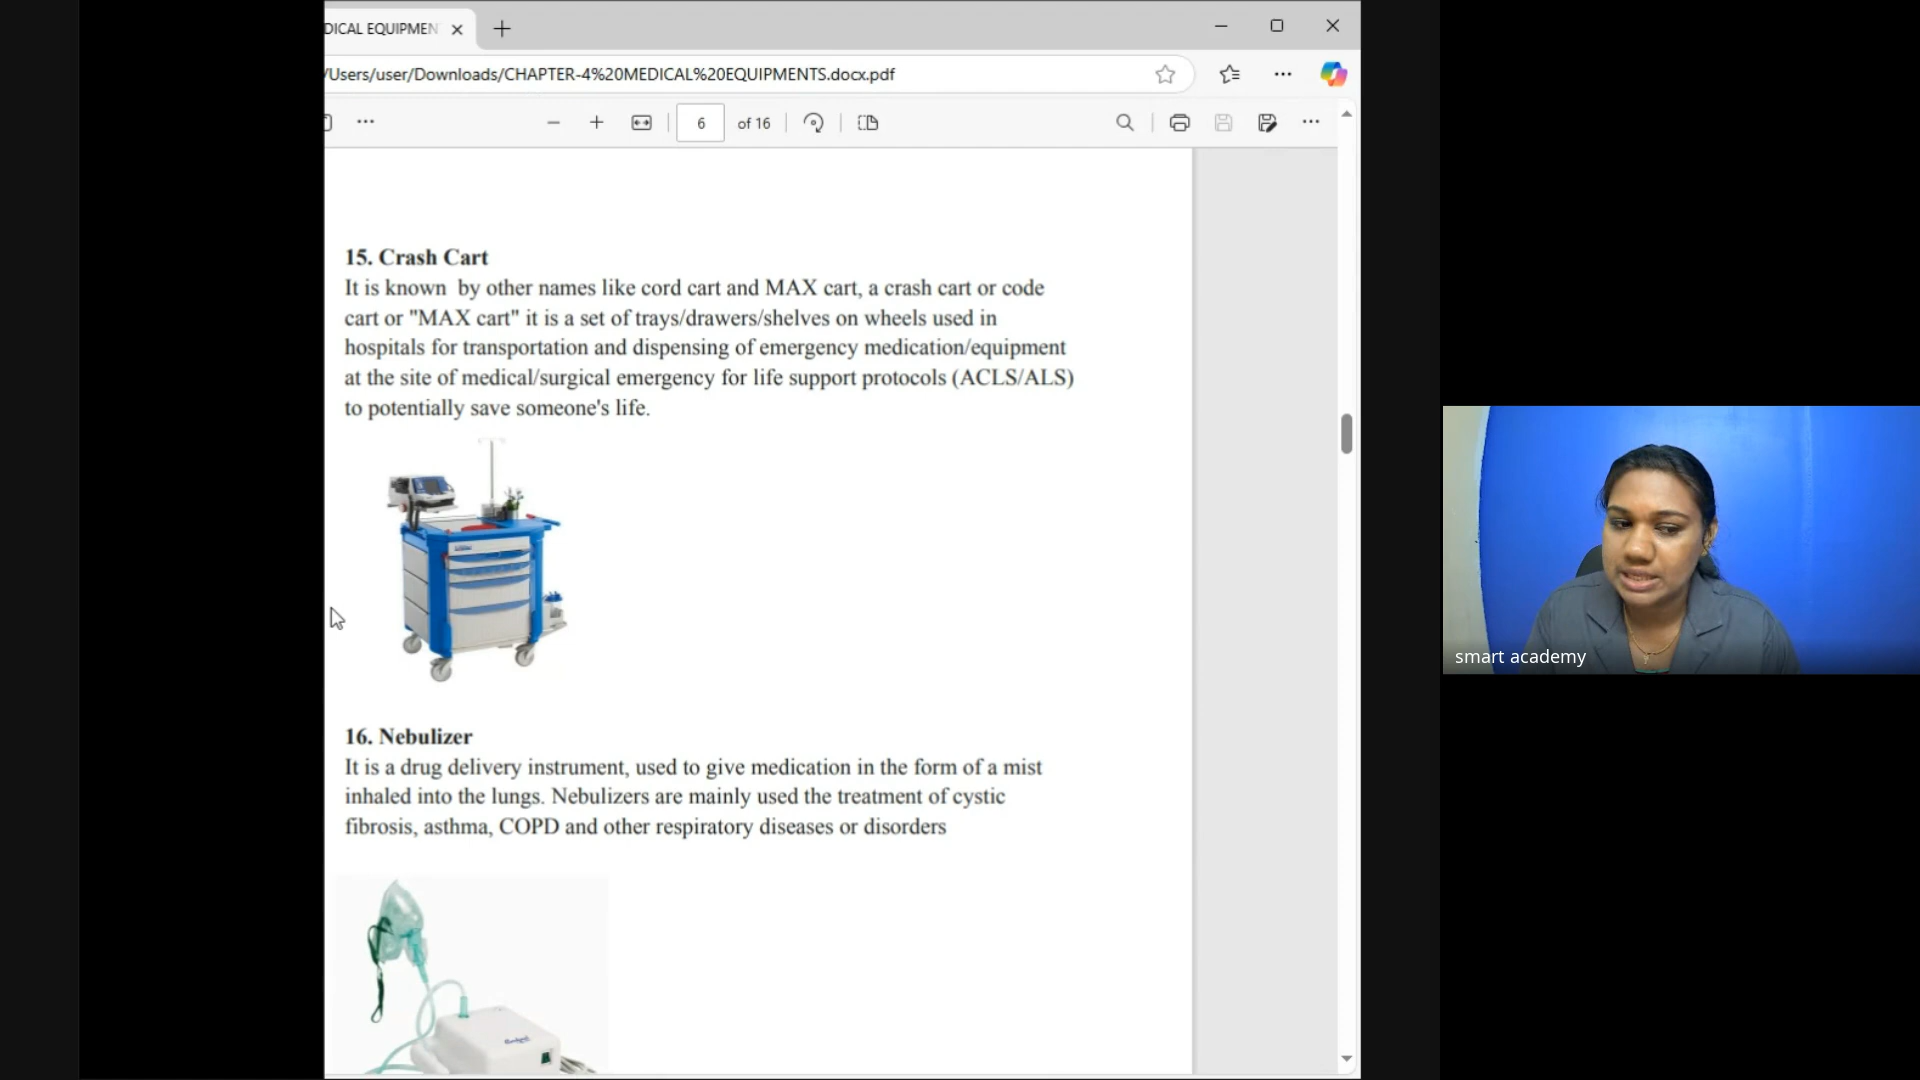 DICAL EQUIPMEN
/Users/user/Downloads/CHAPTER-4%20MEDICAL%20EQUIPMENTS.docx.pdf
6 of 16
15. Crash Cart
It is known  by other names like cord cart and MAX cart, a crash cart or code
cart or "MAX cart" it is a set of trays/drawers/shelves on wheels used in
hospitals for transportation and dispensing of emergency medication/equipment
at the site of medical/surgical emergency for life support protocols (ACLS/ALS)
to potentially save someone's life.
16. Nebulizer
It is a drug delivery instrument, used to give medication in the form of a mist
inhaled into the lungs. Nebulizers are mainly used the treatment of cystic
fibrosis, asthma, COPD and other respiratory diseases or disorders
smart academy